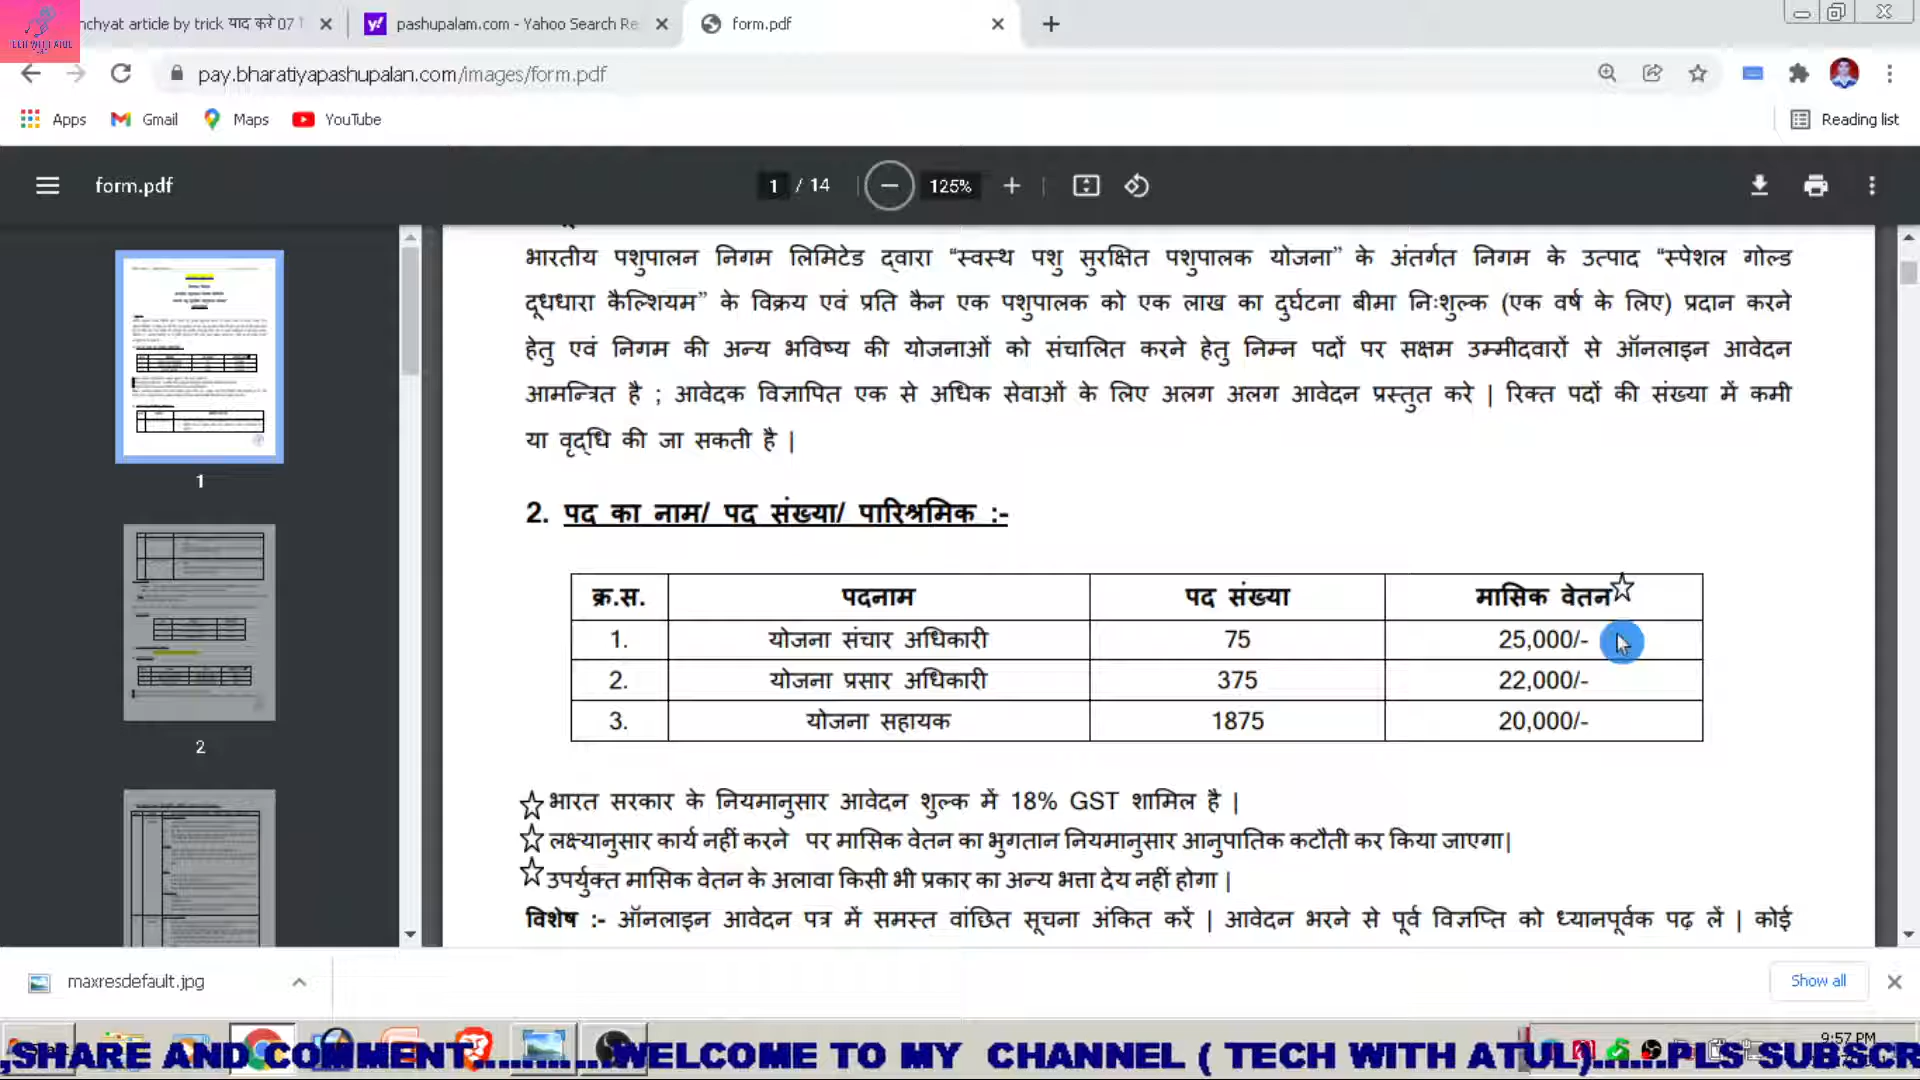 nchyat article by trick याद करे 07
pashupalam.com - Yahoo Search Re
form.pdf
TECH WITH ATUL
pay.bharatiyapashupalan.com/images/form.pdf
Apps
Gmail
Maps
YouTube
Reading list
form.pdf
1 / 14
125%
भारतीय पशुपालन निगम लिमिटेड द्वारा “स्वस्थ पशु सुरक्षित पशुपालक योजना” के अंतर्गत निगम के उत्पाद “स्पेशल गोल्ड
दूधधारा कैल्शियम” के विक्रय एवं प्रति कैन एक पशुपालक को एक लाख का दुर्घटना बीमा निःशुल्क (एक वर्ष के लिए) प्रदान करने
हेतु एवं निगम की अन्य भविष्य की योजनाओं को संचालित करने हेतु निम्न पदों पर सक्षम उम्मीदवारों से ऑनलाइन आवेदन
आमन्त्रित है ; आवेदक विज्ञापित एक से अधिक सेवाओं के लिए अलग अलग आवेदन प्रस्तुत करे | रिक्त पदों की संख्या में कमी
या वृद्धि की जा सकती है |
2. पद का नाम/ पद संख्या/ पारिश्रमिक :-
क्र.स. पदनाम पद संख्या मासिक वेतन☆
1. योजना संचार अधिकारी 75 25,000/-
2. योजना प्रसार अधिकारी 375 22,000/-
3. योजना सहायक 1875 20,000/-
☆भारत सरकार के नियमानुसार आवेदन शुल्क में 18% GST शामिल है |
☆लक्ष्यानुसार कार्य नहीं करने पर मासिक वेतन का भुगतान नियमानुसार आनुपातिक कटौती कर किया जाएगा|
☆उपर्युक्त मासिक वेतन के अलावा किसी भी प्रकार का अन्य भत्ता देय नहीं होगा |
विशेष :- ऑनलाइन आवेदन पत्र में समस्त वांछित सूचना अंकित करें | आवेदन भरने से पूर्व विज्ञप्ति को ध्यानपूर्वक पढ़ लें | कोई
1
2
maxresdefault.jpg
Show all
9:57 PM
,SHARE AND COMMENT..........WELCOME TO MY CHANNEL ( TECH WITH ATUL)......PLS SUBSCR